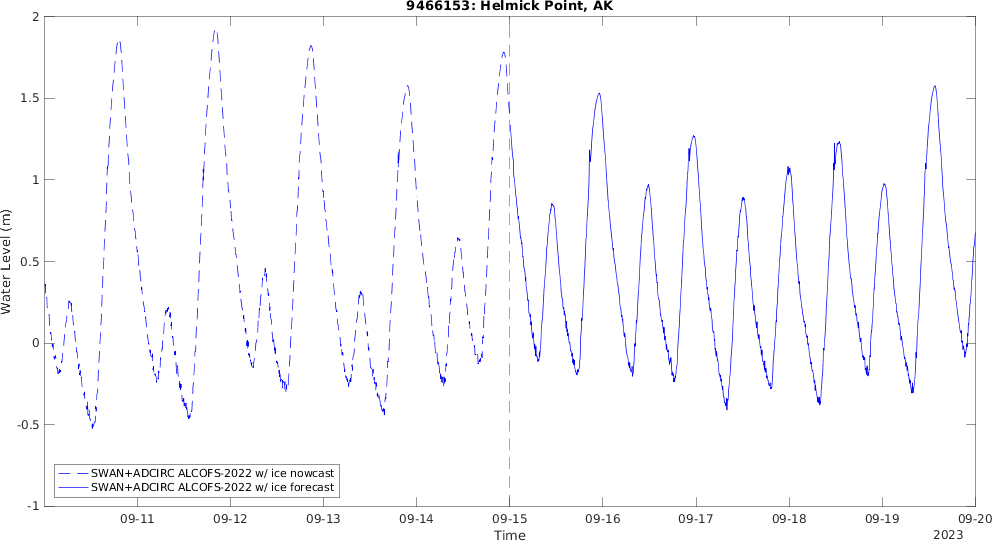 9466153: Helmick Point, AK
2
1.5
1
0.5
0
-0.5
-1
Water Level (m)
SWAN+ADCIRC ALCOFS-2022 w/ ice nowcast
SWAN+ADCIRC ALCOFS-2022 w/ ice forecast
09-11 09-12 09-13 09-14 09-15 09-16 09-17 09-18 09-19 09-20
Time
2023